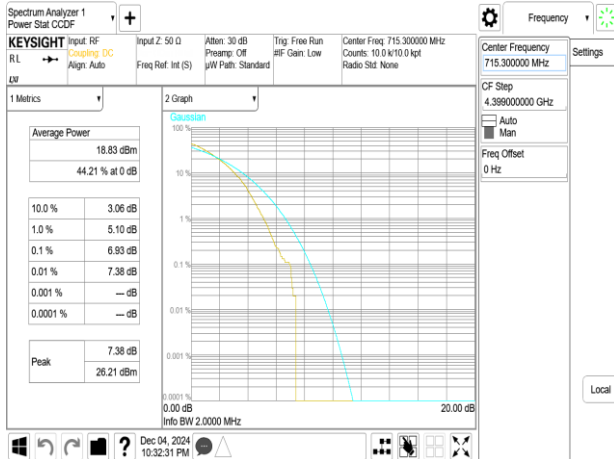 Spectrum Analyzer 1
Power Stat CCDF
Frequency
Settings
KEYSIGHT
RL
Input: RF
Coupling: DC
Align: Auto
Input Z: 50 Ω
Freq Ref: Int (S)
Atten: 30 dB
Preamp: Off
µW Path: Standard
Trig: Free Run
#IF Gain: Low
Center Freq: 715.300000 MHz
Counts: 10.0 k/10.0 kpt
Radio Std: None
Center Frequency
715.300000 MHz
CF Step
4.399000000 GHz
Auto
Man
Freq Offset
0 Hz
Local
1 Metrics
Average Power
18.83 dBm
44.21 % at 0 dB
10.0 % 3.06 dB
1.0 % 5.10 dB
0.1 % 6.93 dB
0.01 % 7.38 dB
0.001 % --- dB
0.0001 % --- dB
Peak
7.38 dB
26.21 dBm
2 Graph
Gaussian
100 %
10 %
1 %
0.1 %
0.01 %
0.001 %
0.0001 %
0.00 dB
20.00 dB
Info BW 2.0000 MHz
?
Dec 04, 2024
10:32:31 PM